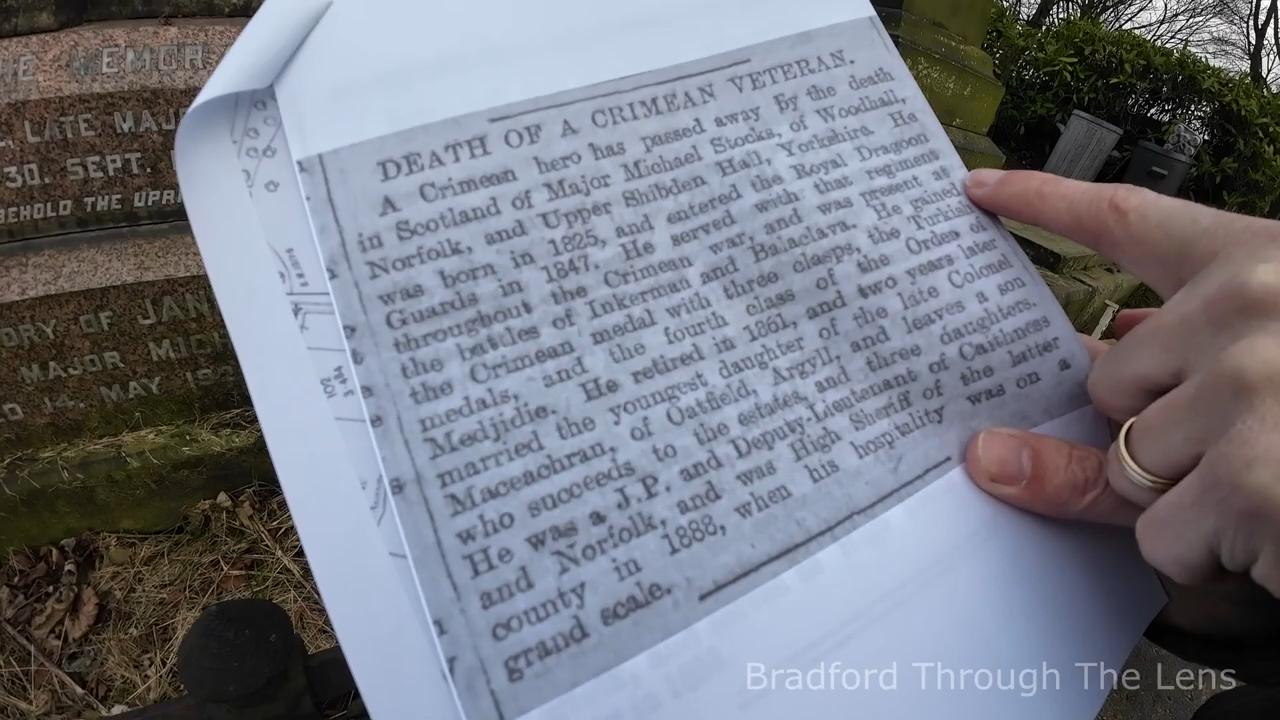 E MEMOR
, LATE MAJ
30. SEPT.
BEHOLD THE UPRI
ORY OF JAN
MAJOR MICH
D 14. MAY 19
102
DEATH OF A CRIMEAN VETERAN.
A Crimean hero has passed away by the death
in Scotland of Major Michael Stocks, of Woodhall,
Norfolk, and Upper Shibden Hall, Yorkshire. He
was born in 1825, and entered the Royal Dragoon
Guards in 1847. He served with that regiment
throughout the Crimean war, and was present at
the battles of Inkerman and Balaclava. He gained
the Crimean medal with three clasps, the Turkish
medals, and the fourth class of the Order of
Medjidie. He retired in 1861, and two years later
married the youngest daughter of the late Colonel
Maceachran, of Oatfield, Argyll, and leaves a son
who succeeds to the estates, and three daughters.
He was a J.P. and Deputy-Lieutenant of Caithness
and Norfolk, and was High Sheriff of the latter
county in 1888, when his hospitality was on a
grand scale.
Bradford Through The Lens